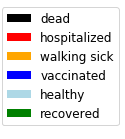 dead
hospitalized
walking sick
vaccinated
healthy
recovered